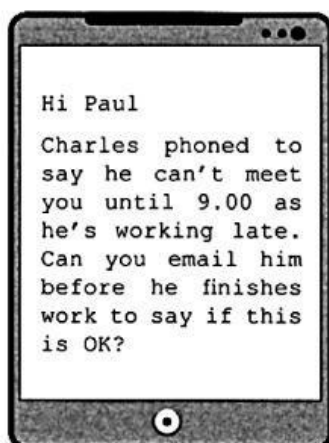 Hi Paul
Charles phoned to
say he can't meet
you until 9.00 as
he's working late.
Can you email him
before he finishes
work to say if this
is OK?